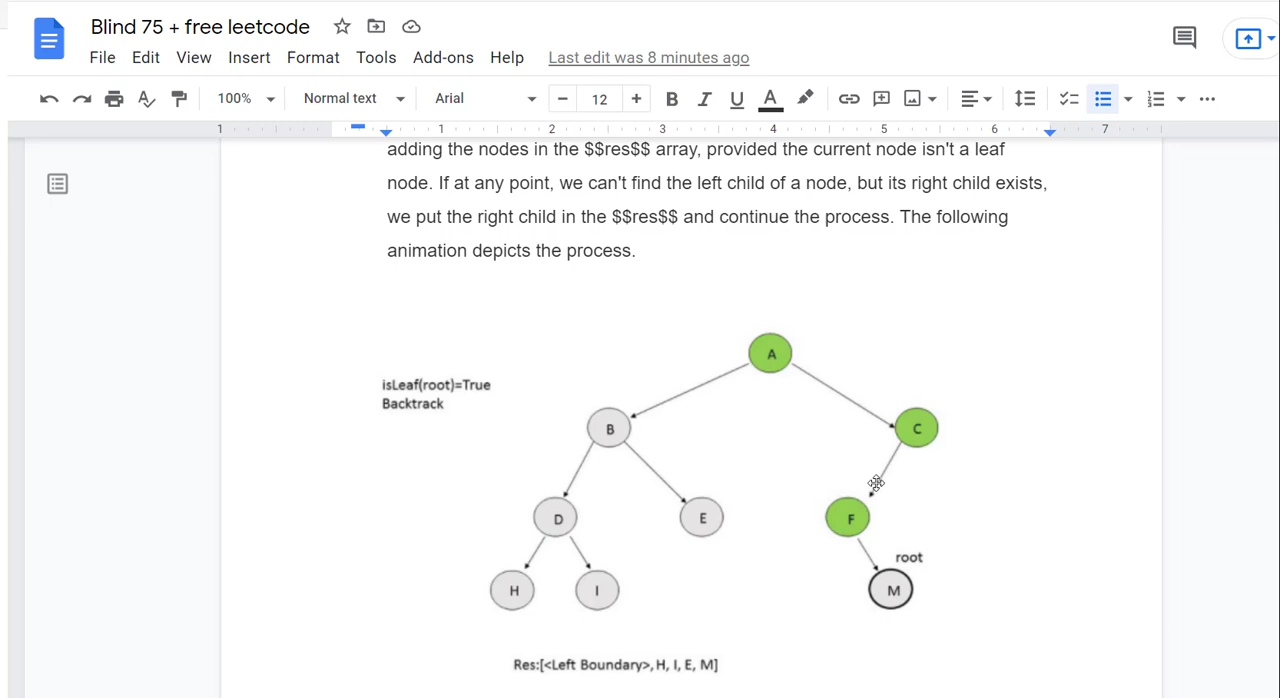 Blind 75 + free leetcode
File Edit View Insert Format Tools Add-ons Help Last edit was 8 minutes ago
100% Normal text Arial 12 B I U A
1 1 2 3 4 5 6 7
adding the nodes in the $$res$$ array, provided the current node isn't a leaf
node. If at any point, we can't find the left child of a node, but its right child exists,
we put the right child in the $$res$$ and continue the process. The following
animation depicts the process.
A
isLeaf(root)=True
Backtrack
B C
D E F
root
H I M
Res:[<Left Boundary>, H, I, E, M]